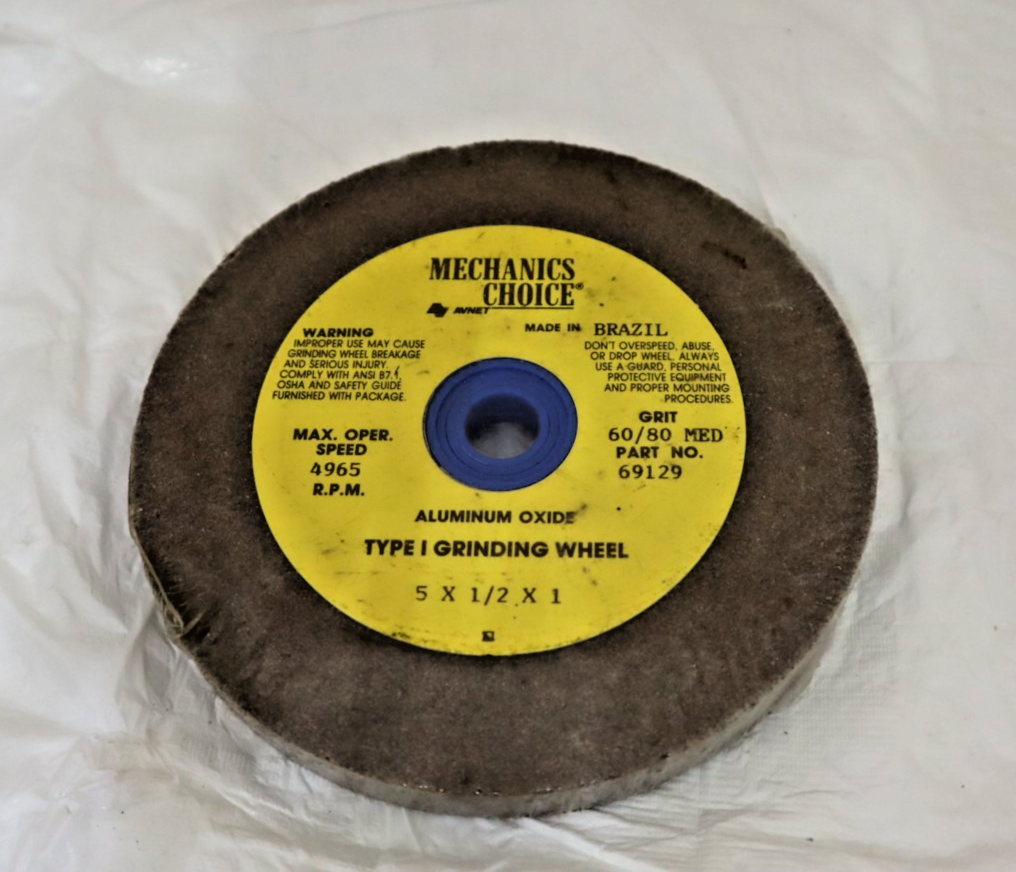 MECHANICS
CHOICE®
AVNET
MADE IN BRAZIL
WARNING
IMPROPER USE MAY CAUSE
GRINDING WHEEL BREAKAGE
AND SERIOUS INJURY.
COMPLY WITH ANSI B7.1,
OSHA AND SAFETY GUIDE
FURNISHED WITH PACKAGE.
DON'T OVERSPEED, ABUSE,
OR DROP WHEEL. ALWAYS
USE A GUARD, PERSONAL
PROTECTIVE EQUIPMENT
AND PROPER MOUNTING
PROCEDURES.
MAX. OPER.
SPEED
4965
R.P.M.
GRIT
60/80 MED
PART NO.
69129
ALUMINUM OXIDE
TYPE I GRINDING WHEEL
5 X 1/2 X 1